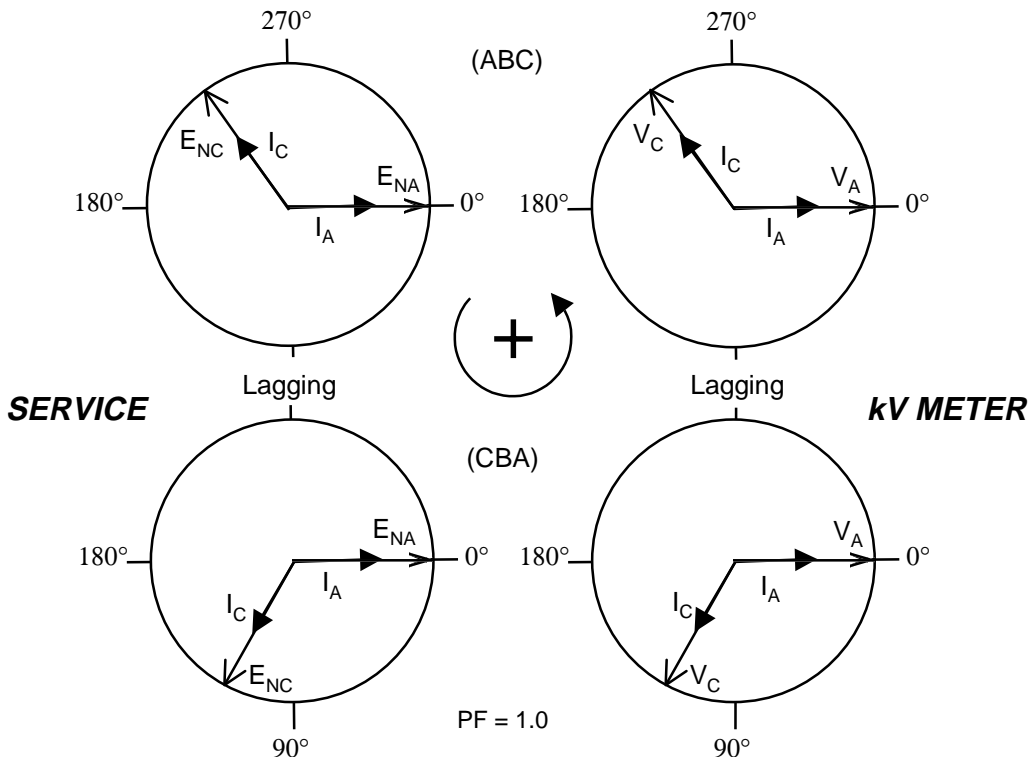 270°
(ABC)
270°
E_NC
I_C
E_NA
180°
0°
I_A
V_C
I_C
V_A
180°
0°
I_A
+
Lagging
Lagging
SERVICE
kV METER
(CBA)
E_NA
180°
0°
I_A
I_C
E_NC
V_A
180°
0°
I_A
I_C
V_C
PF = 1.0
90°
90°